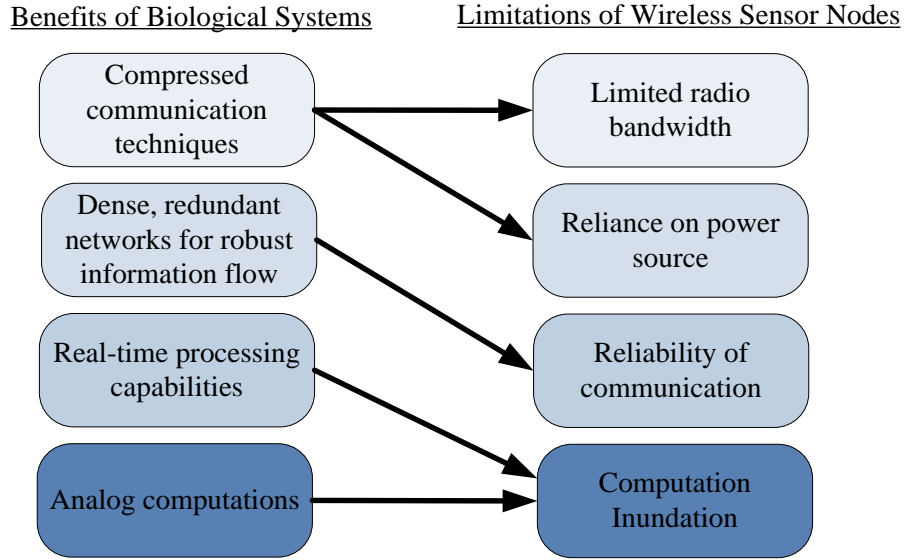 Benefits of Biological Systems
Limitations of Wireless Sensor Nodes
Compressed
communication
techniques
Limited radio
bandwidth
Dense, redundant
networks for robust
information flow
Reliance on power
source
Real-time processing
capabilities
Reliability of
communication
Analog computations
Computation
Inundation